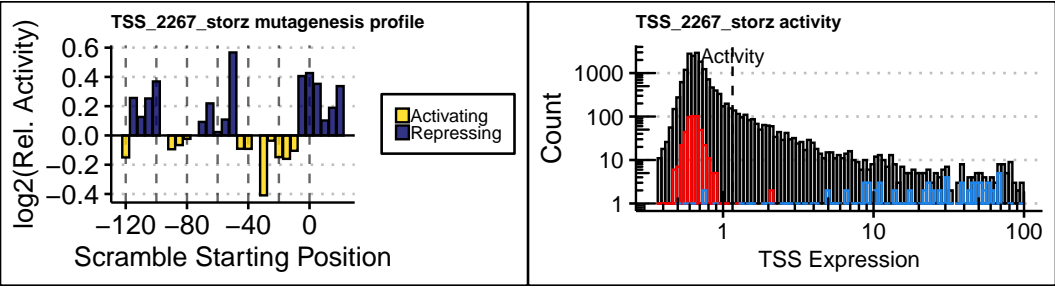 TSS_2267_storz mutagenesis profile
log2(Rel. Activity)
0.6
0.4
0.2
0.0
−0.2
−0.4
−120 −80 −40 0
Scramble Starting Position
Activating
Repressing
TSS_2267_storz activity
Activity
Count
1000
100
10
1
1 10 100
TSS Expression